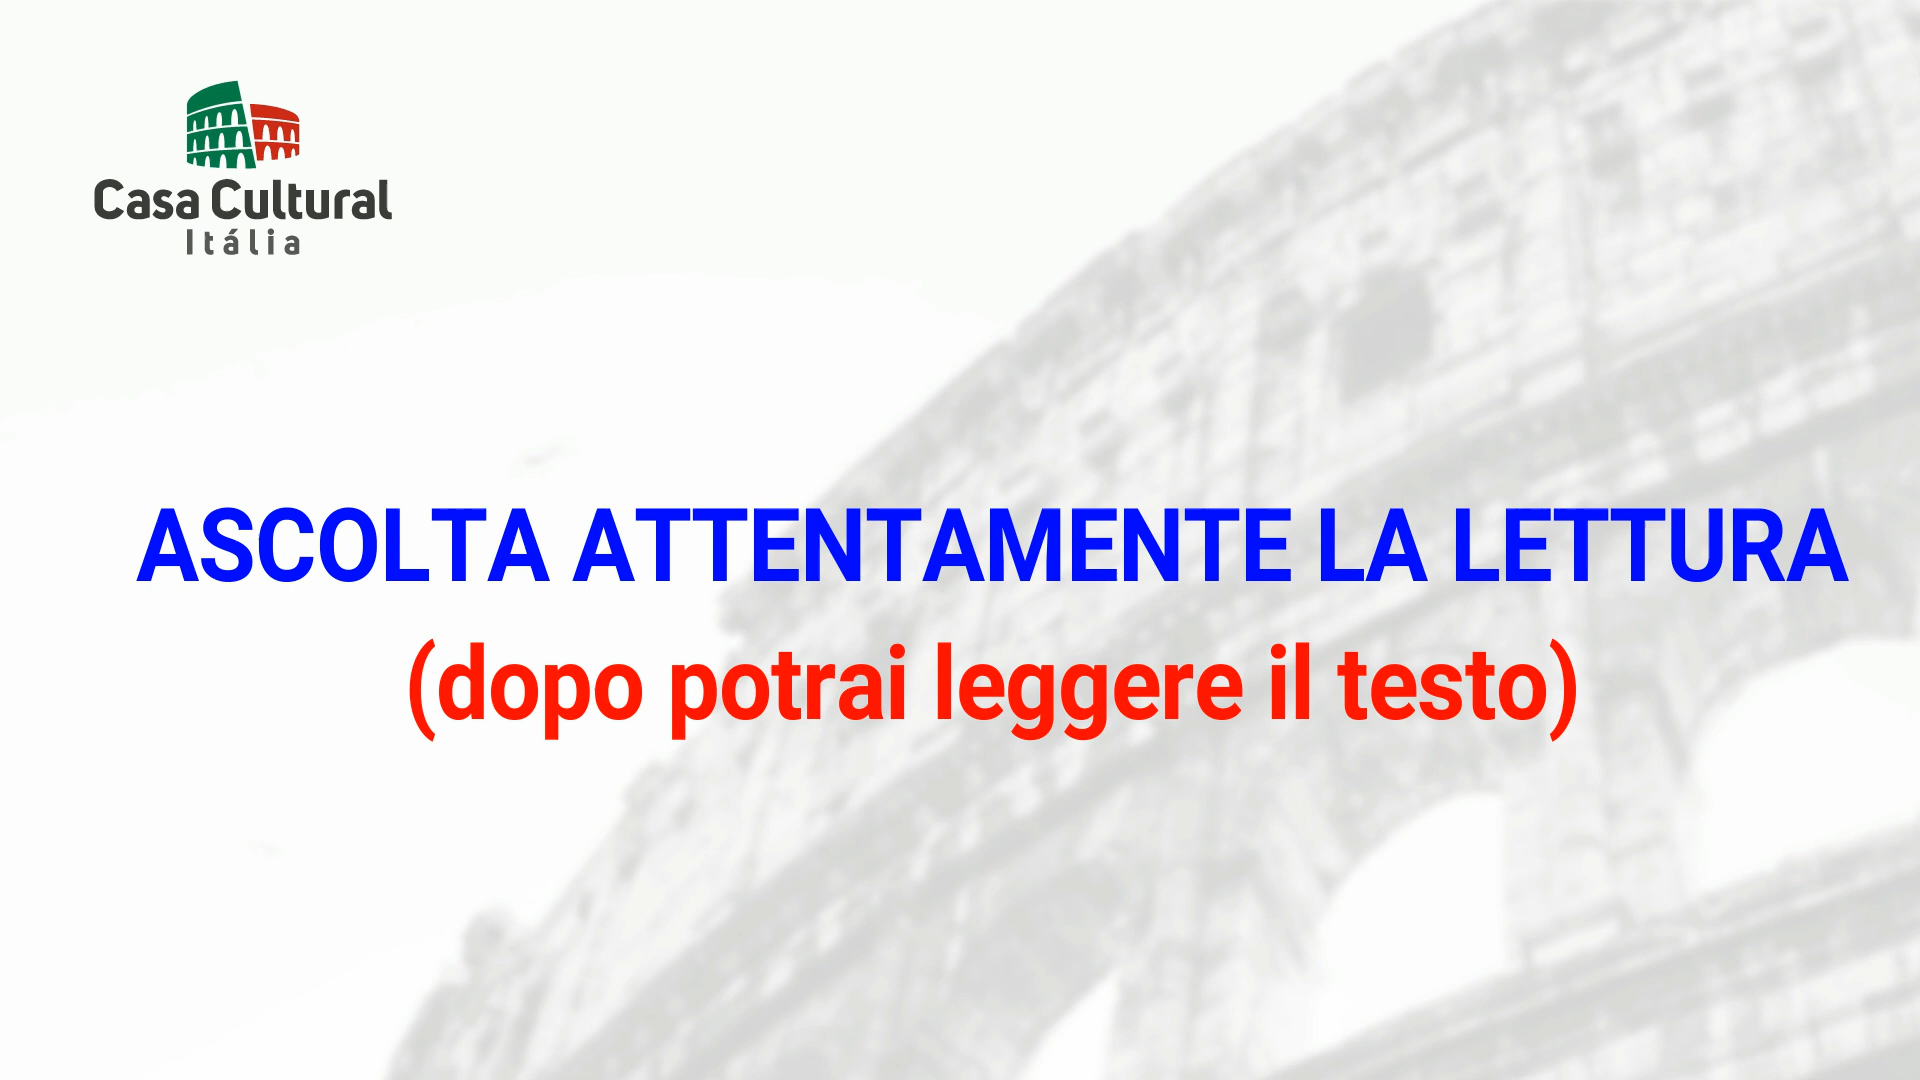 Casa Cultural
Itália
ASCOLTA ATTENTAMENTE LA LETTURA
(dopo potrai leggere il testo)